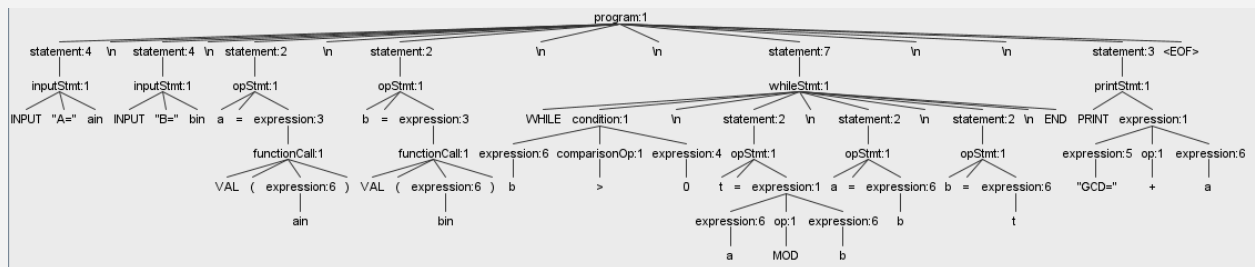 program:1
statement:4 \n statement:4 \n statement:2 \n statement:2 \n \n statement:7 \n \n statement:3 <EOF>
inputStmt:1 inputStmt:1 opStmt:1 opStmt:1 whileStmt:1 printStmt:1
INPUT "A=" ain INPUT "B=" bin a = expression:3 b = expression:3 WHILE condition:1 \n statement:2 \n statement:2 \n statement:2 \n END PRINT expression:1
functionCall:1 functionCall:1 expression:6 comparisonOp:1 expression:4 opStmt:1 opStmt:1 opStmt:1 expression:5 op:1 expression:6
VAL ( expression:6 ) VAL ( expression:6 ) b > 0 t = expression:1 a = expression:6 b = expression:6 "GCD=" + a
ain bin expression:6 op:1 expression:6 b t
a MOD b